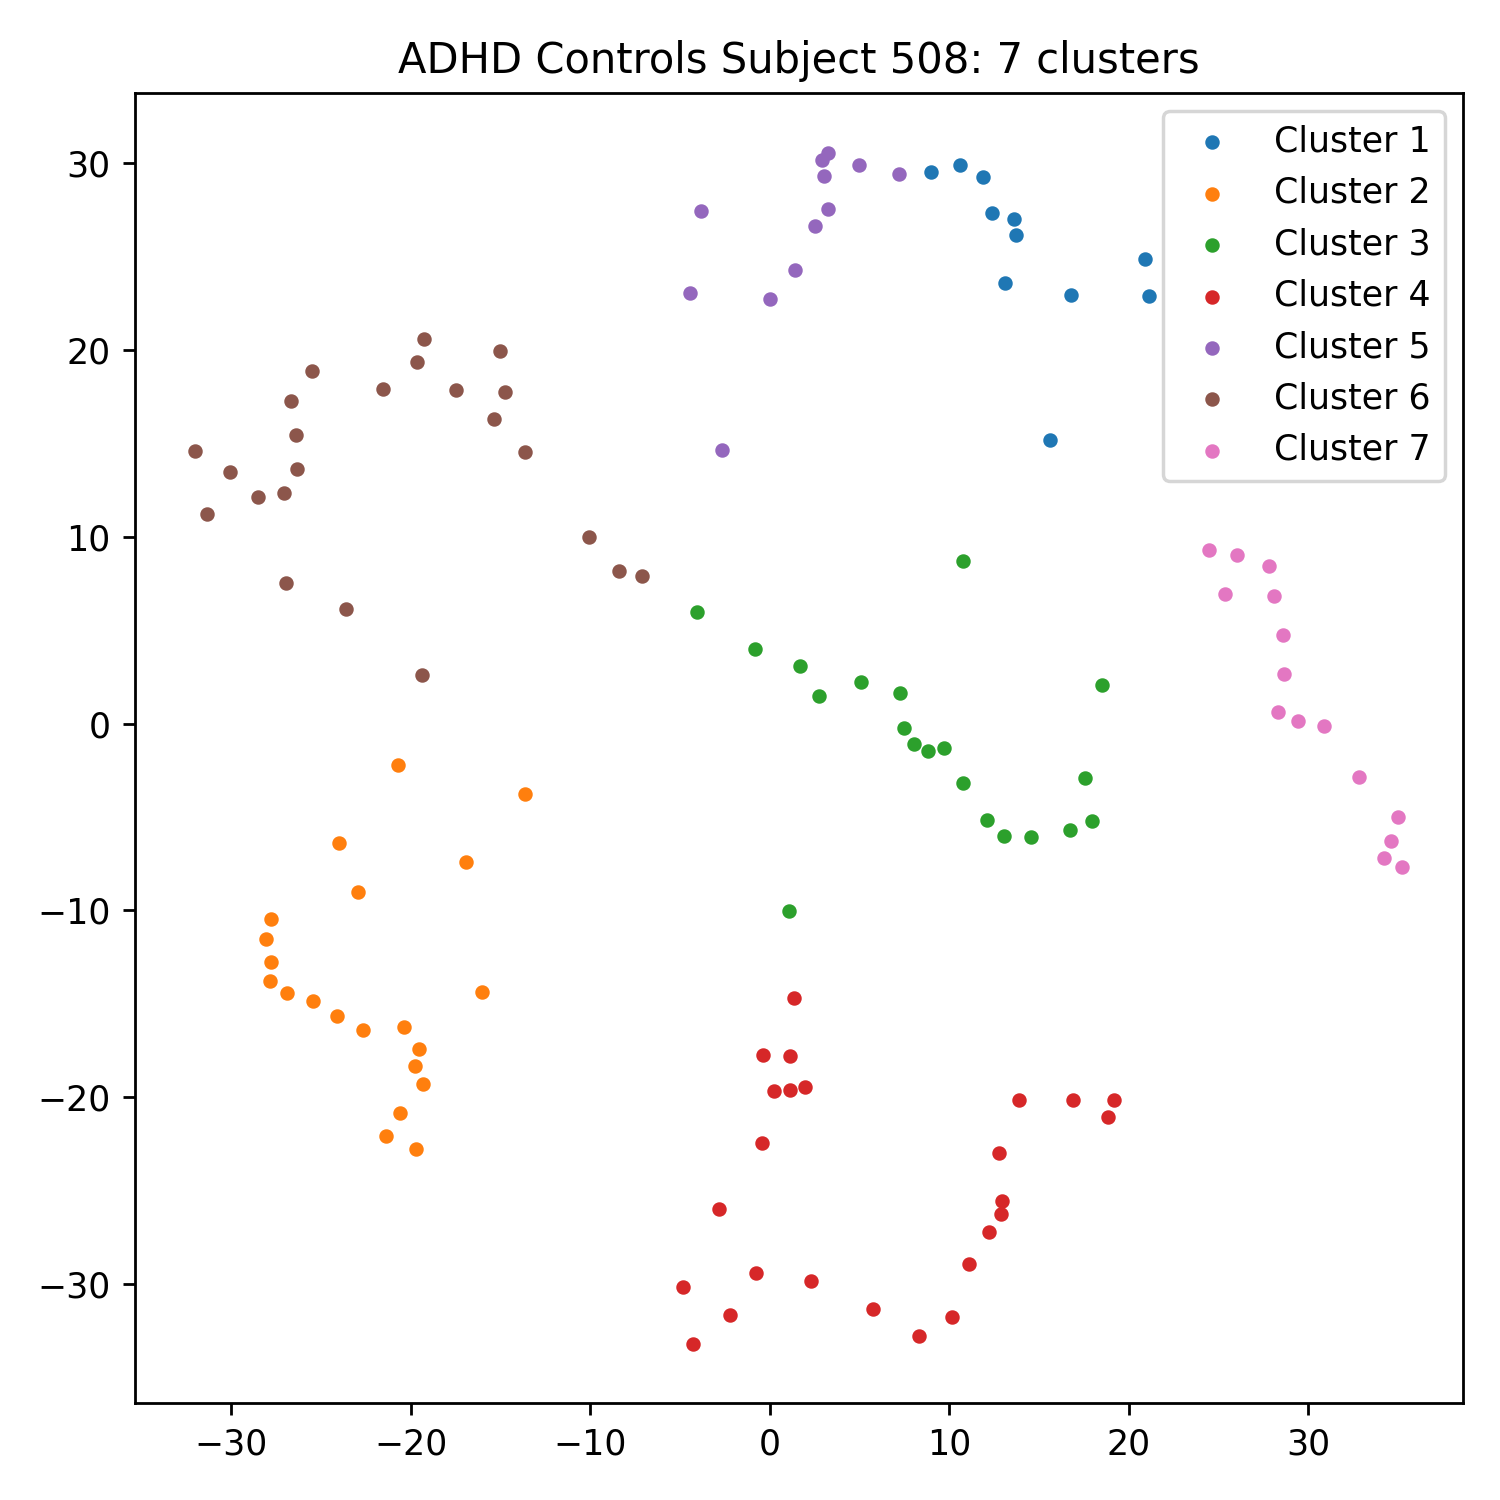 ADHD Controls Subject 508: 7 clusters
Cluster 1
Cluster 2
Cluster 3
Cluster 4
Cluster 5
Cluster 6
Cluster 7
30
20
10
0
−10
−20
−30
−30 −20 −10 0 10 20 30